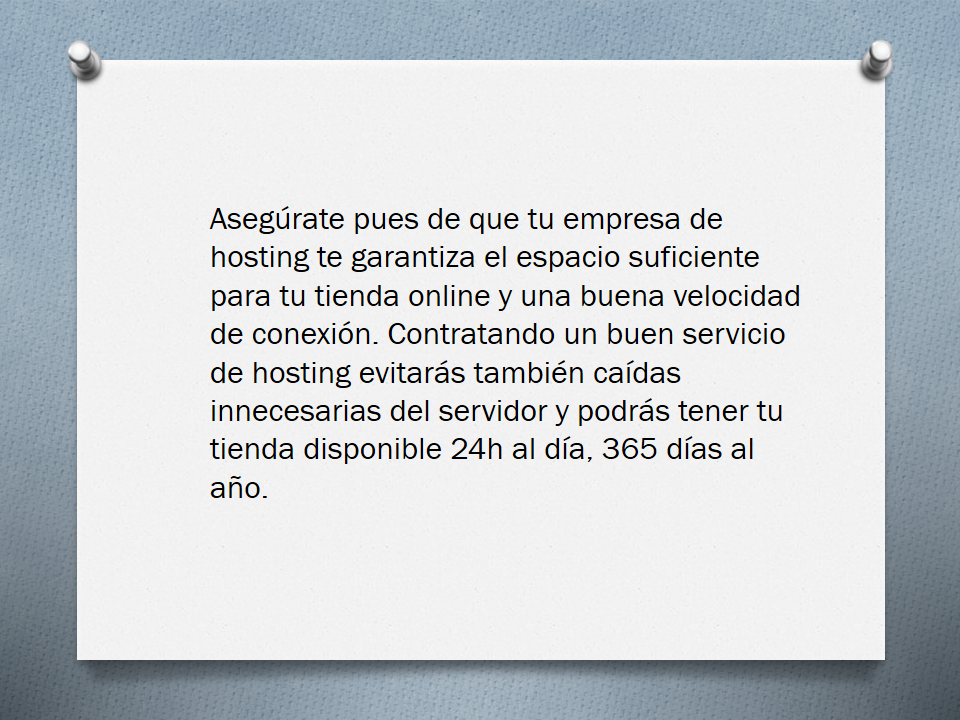 Asegúrate pues de que tu empresa de
hosting te garantiza el espacio suficiente
para tu tienda online y una buena velocidad
de conexión. Contratando un buen servicio
de hosting evitarás también caídas
innecesarias del servidor y podrás tener tu
tienda disponible 24h al día, 365 días al
año.